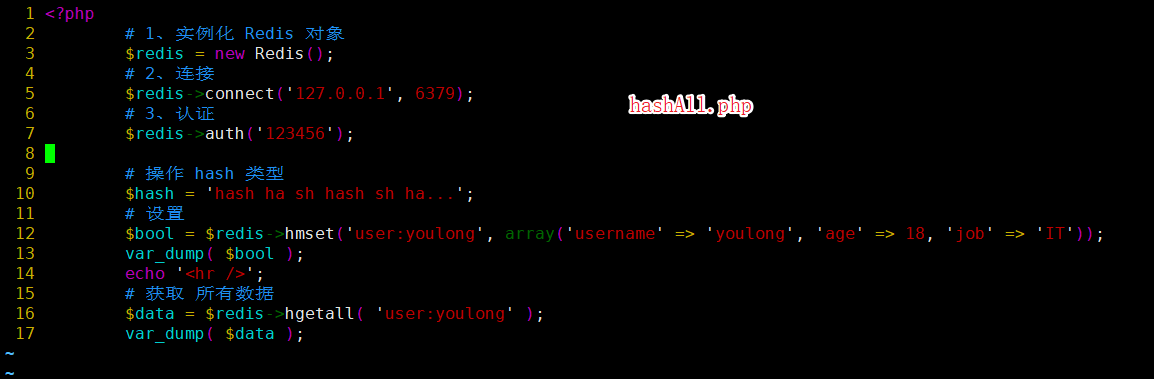 1 <?php
2 # 1、实例化 Redis 对象
3 $redis = new Redis();
4 # 2、连接
5 $redis->connect('127.0.0.1', 6379);
6 # 3、认证
7 $redis->auth('123456');
8
9 # 操作 hash 类型
10 $hash = 'hash ha sh hash sh ha...';
11 # 设置
12 $bool = $redis->hmset('user:youlong', array('username' => 'youlong', 'age' => 18, 'job' => 'IT'));
13 var_dump( $bool );
14 echo '<hr />';
15 # 获取 所有数据
16 $data = $redis->hgetall( 'user:youlong' );
17 var_dump( $data );
~
~
hashAll.php